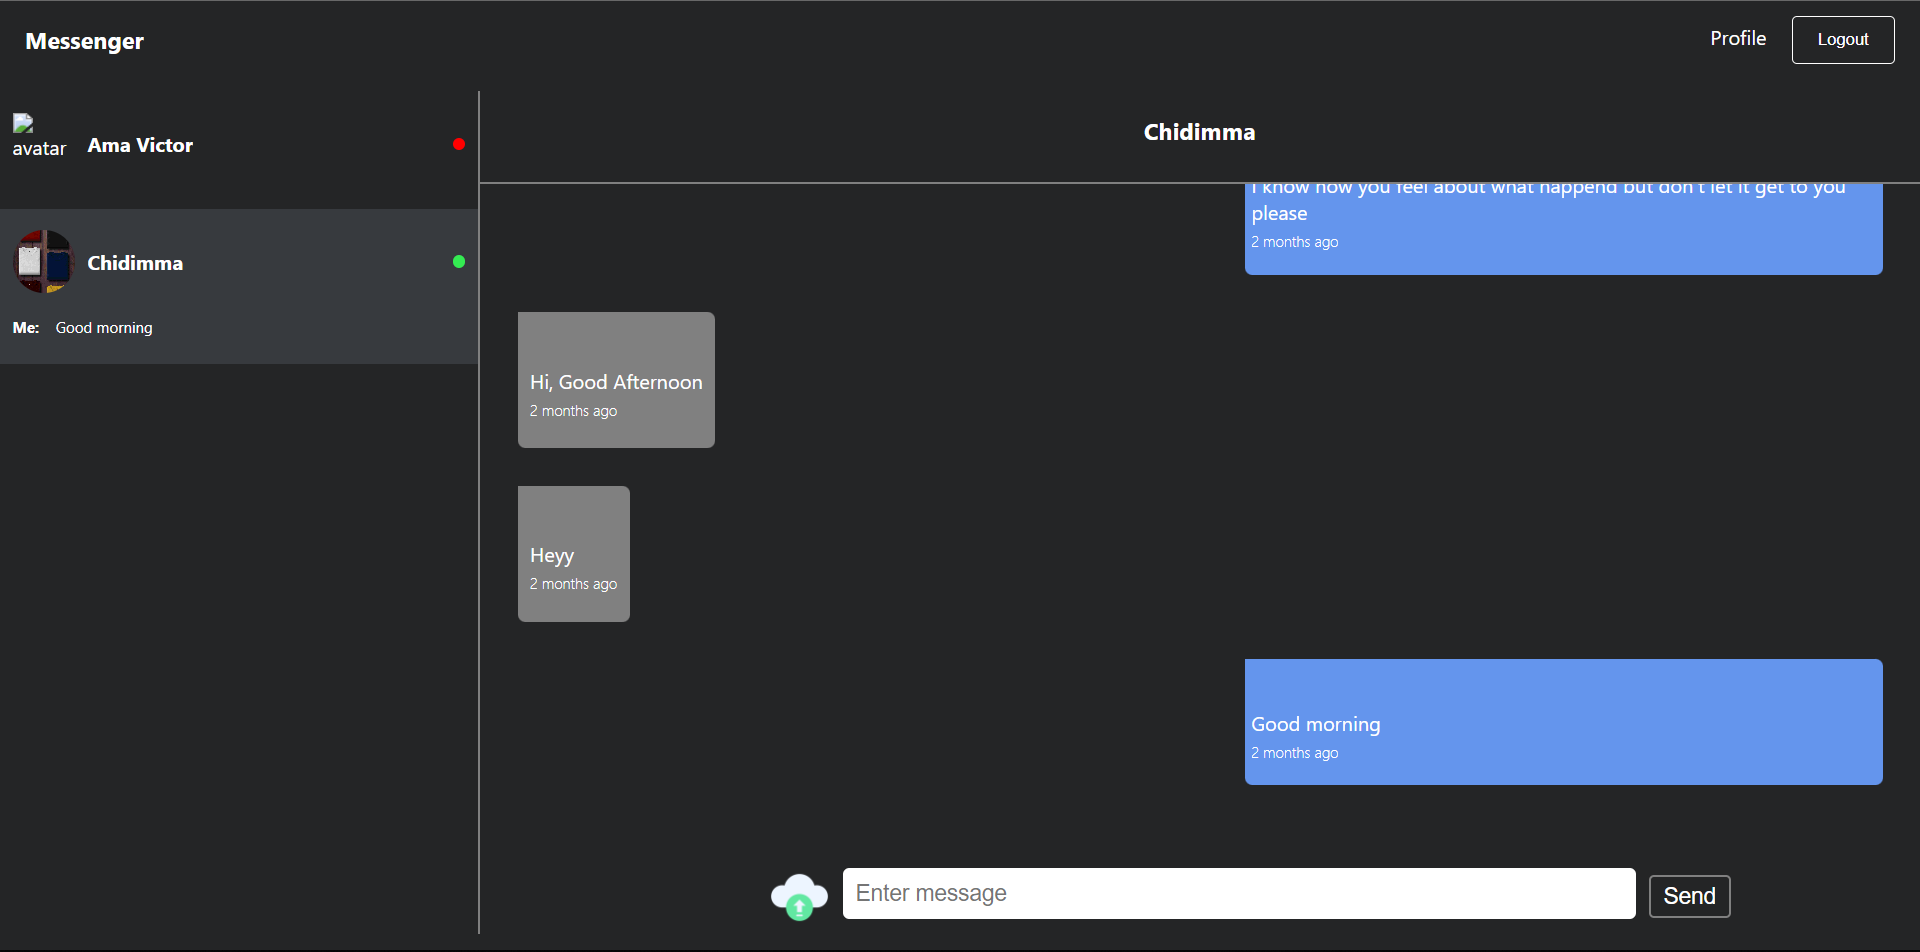 Messenger
Profile
Logout
avatar
Ama Victor
Chidimma
Me: Good morning
Chidimma
I know how you feel about what happend but don't let it get to you
please
2 months ago
Hi, Good Afternoon
2 months ago
Heyy
2 months ago
Good morning
2 months ago
Enter message
Send